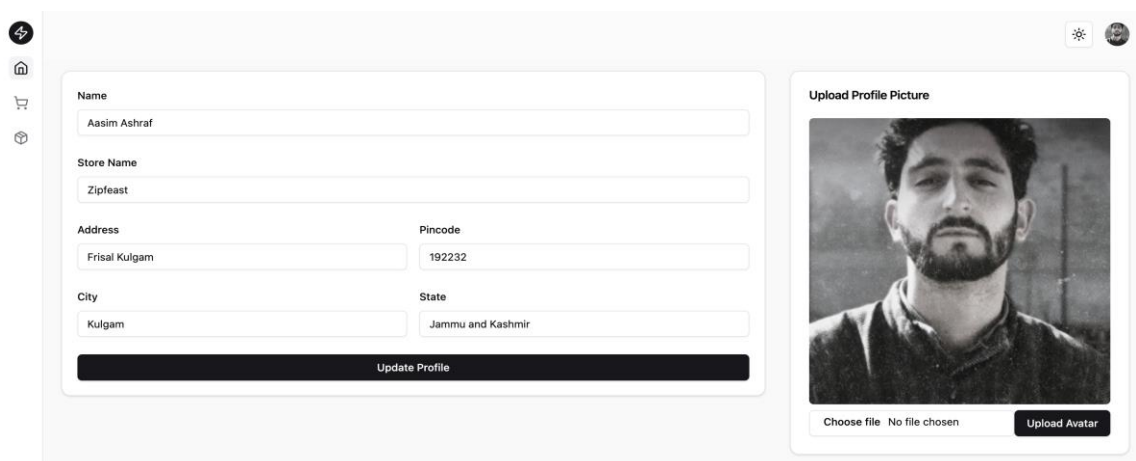 Name
Aasim Ashraf
Store Name
Zipfeast
Address
Frisal Kulgam
Pincode
192232
City
Kulgam
State
Jammu and Kashmir
Update Profile
Upload Profile Picture
Choose file No file chosen
Upload Avatar